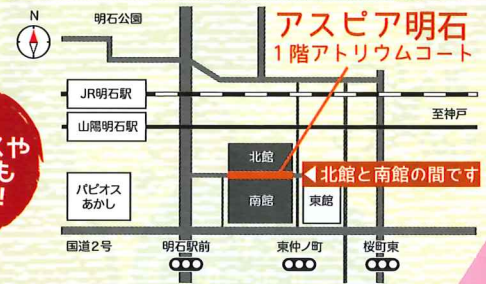 N
明石公園
アスピア明石
1階アトリウムコート
JR明石駅
至神戸
山陽明石駅
や
も
!
北館
◀北館と南館の間です
パピオス
あかし
南館
東館
国道2号
明石駅前
東仲ノ町
桜町東